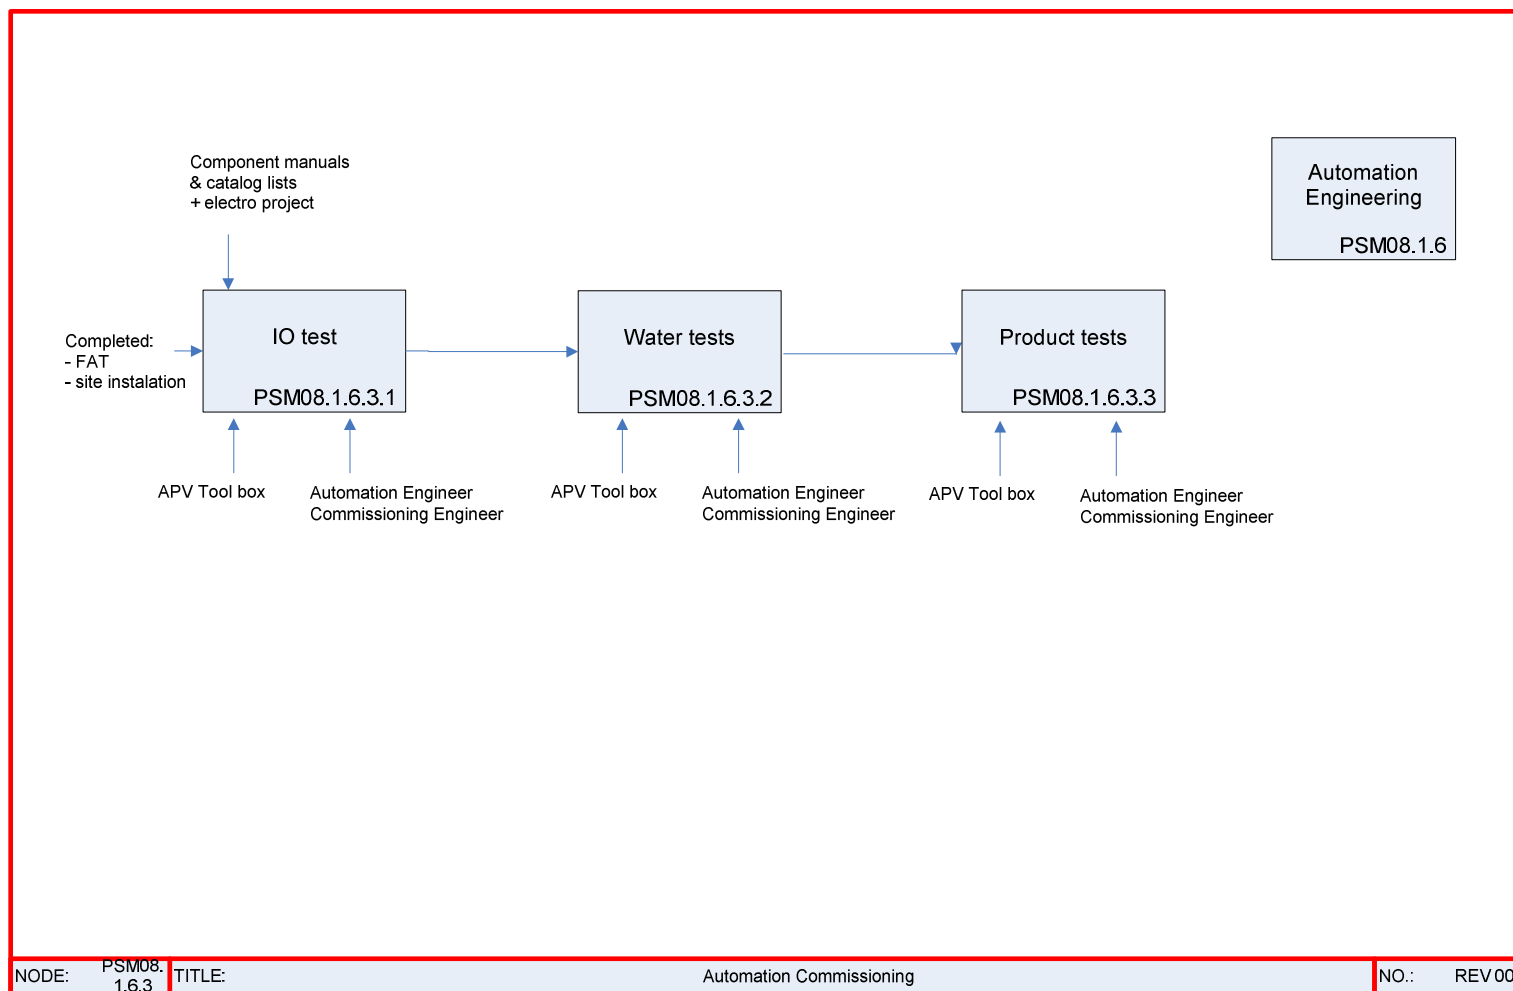 Component manuals
& catalog lists
+ electro project
Automation
Engineering
PSM08.1.6
Completed:
- FAT
- site instalation
IO test
PSM08.1.6.3.1
Water tests
PSM08.1.6.3.2
Product tests
PSM08.1.6.3.3
APV Tool box
Automation Engineer
Commissioning Engineer
APV Tool box
Automation Engineer
Commissioning Engineer
APV Tool box
Automation Engineer
Commissioning Engineer
NODE:
PSM08.
1.6.3
TITLE:
Automation Commissioning
NO.:
REV 00